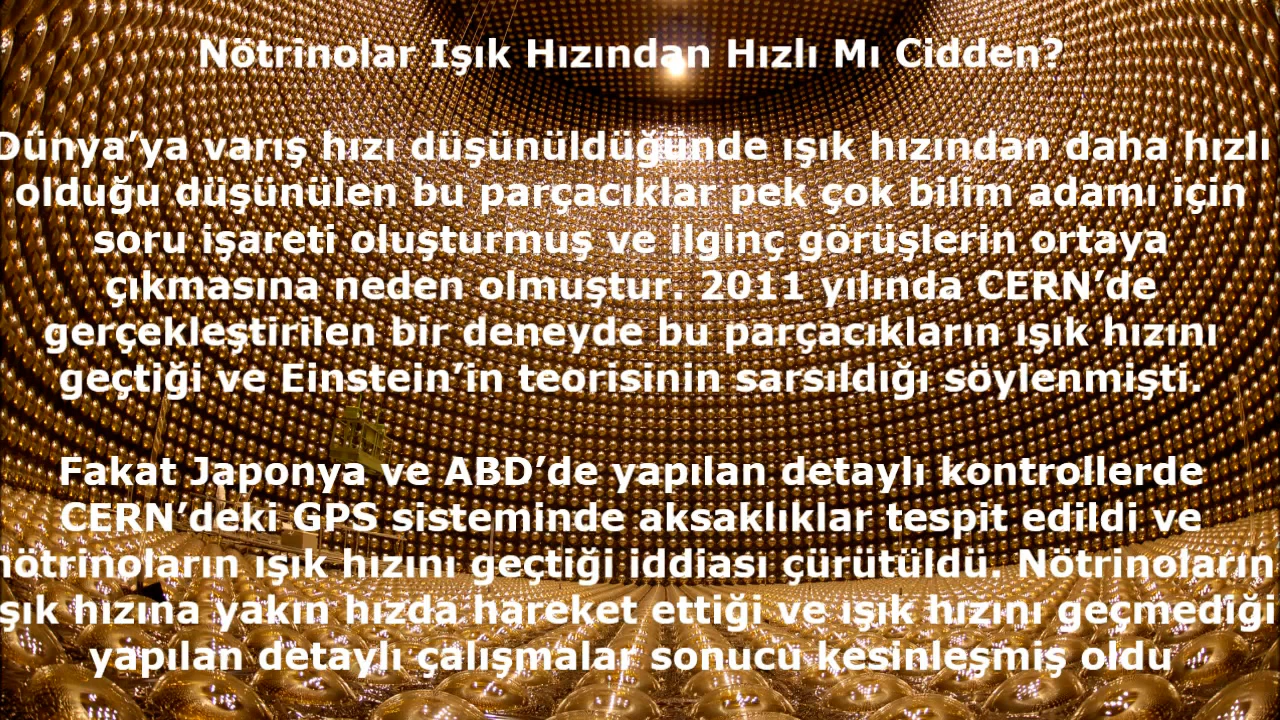 Nötrinolar Işık Hızından Hızlı Mı Cidden?
Dünya’ya varış hızı düşünüldüğünde ışık hızından daha hızlı
olduğu düşünülen bu parçacıklar pek çok bilim adamı için
soru işareti oluşturmuş ve ilginç görüşlerin ortaya
çıkmasına neden olmuştur. 2011 yılında CERN’de
gerçekleştirilen bir deneyde bu parçacıkların ışık hızını
geçtiği ve Einstein’in teorisinin sarsıldığı söylenmişti.
Fakat Japonya ve ABD’de yapılan detaylı kontrollerde
CERN’deki GPS sisteminde aksaklıklar tespit edildi ve
nötrinoların ışık hızını geçtiği iddiası çürütüldü. Nötrinoların
ışık hızına yakın hızda hareket ettiği ve ışık hızını geçmediği
yapılan detaylı çalışmalar sonucu kesinleşmiş oldu